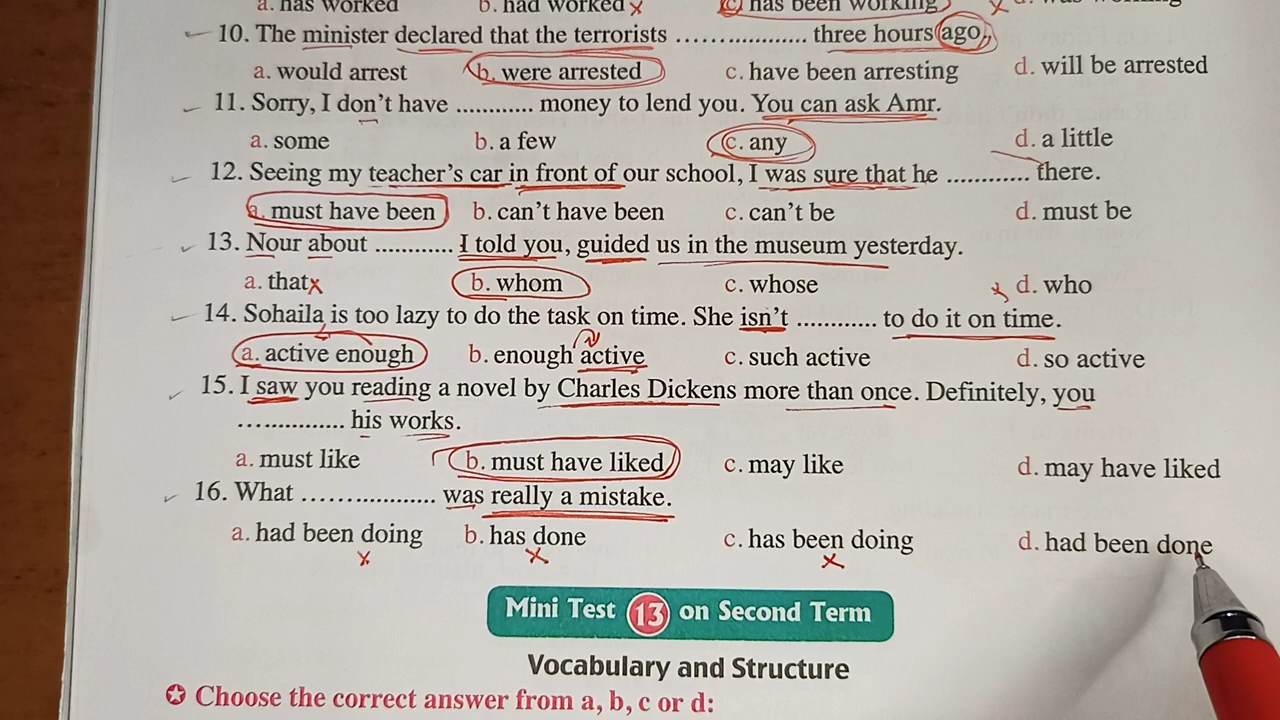 a. has worked b. had worked x c. has been working x d.
10. The minister declared that the terrorists .................. three hours ago.
a. would arrest b. were arrested c. have been arresting d. will be arrested
11. Sorry, I don't have ............ money to lend you. You can ask Amr.
a. some b. a few c. any d. a little
12. Seeing my teacher's car in front of our school, I was sure that he ............ there.
a. must have been b. can't have been c. can't be d. must be
13. Nour about ............ I told you, guided us in the museum yesterday.
a. that x b. whom c. whose x d. who
14. Sohaila is too lazy to do the task on time. She isn't ............ to do it on time.
a. active enough b. enough active c. such active d. so active
15. I saw you reading a novel by Charles Dickens more than once. Definitely, you
................ his works.
a. must like b. must have liked c. may like d. may have liked
16. What .................... was really a mistake.
a. had been doing b. has done c. has been doing d. had been done
x x x
Mini Test 13 on Second Term
Vocabulary and Structure
Choose the correct answer from a, b, c or d: